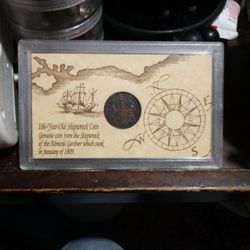 186-Year-Old Shipwreck Coin
Genuine coin from the Shipwreck
of the Admiral Gardner which sank
in January of 1809.
E
S